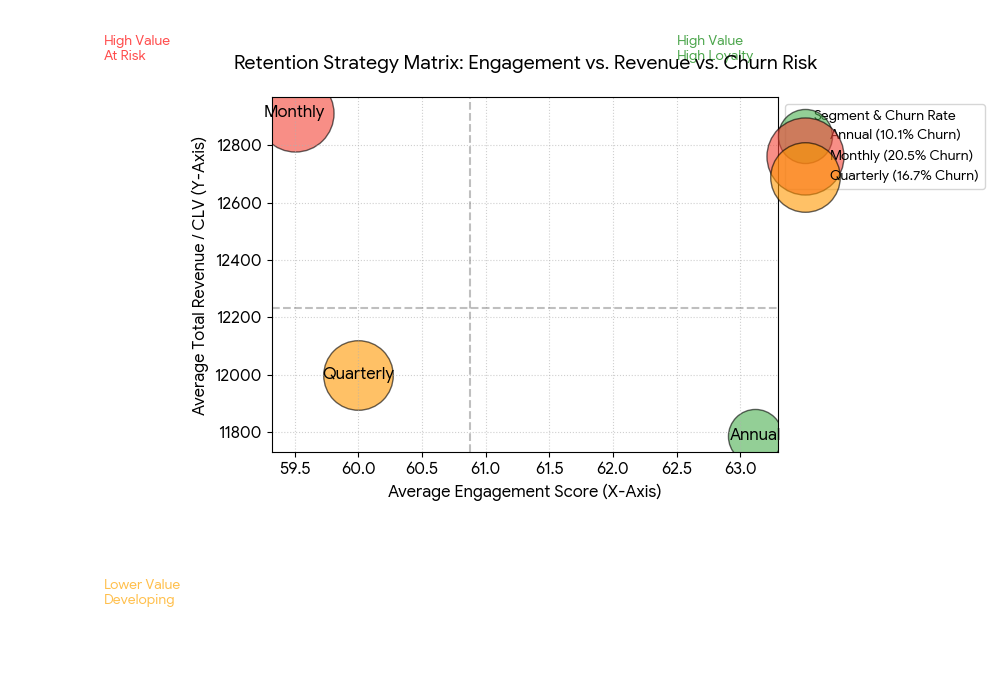 High Value
At Risk
High Value
High Loyalty
Retention Strategy Matrix: Engagement vs. Revenue vs. Churn Risk
Monthly
Segment & Churn Rate
Annual (10.1% Churn)
Monthly (20.5% Churn)
Quarterly (16.7% Churn)
Average Total Revenue / CLV (Y-Axis)
12800
12600
12400
12200
12000
11800
Quarterly
Annual
59.5
60.0
60.5
61.0
61.5
62.0
62.5
63.0
Average Engagement Score (X-Axis)
Lower Value
Developing